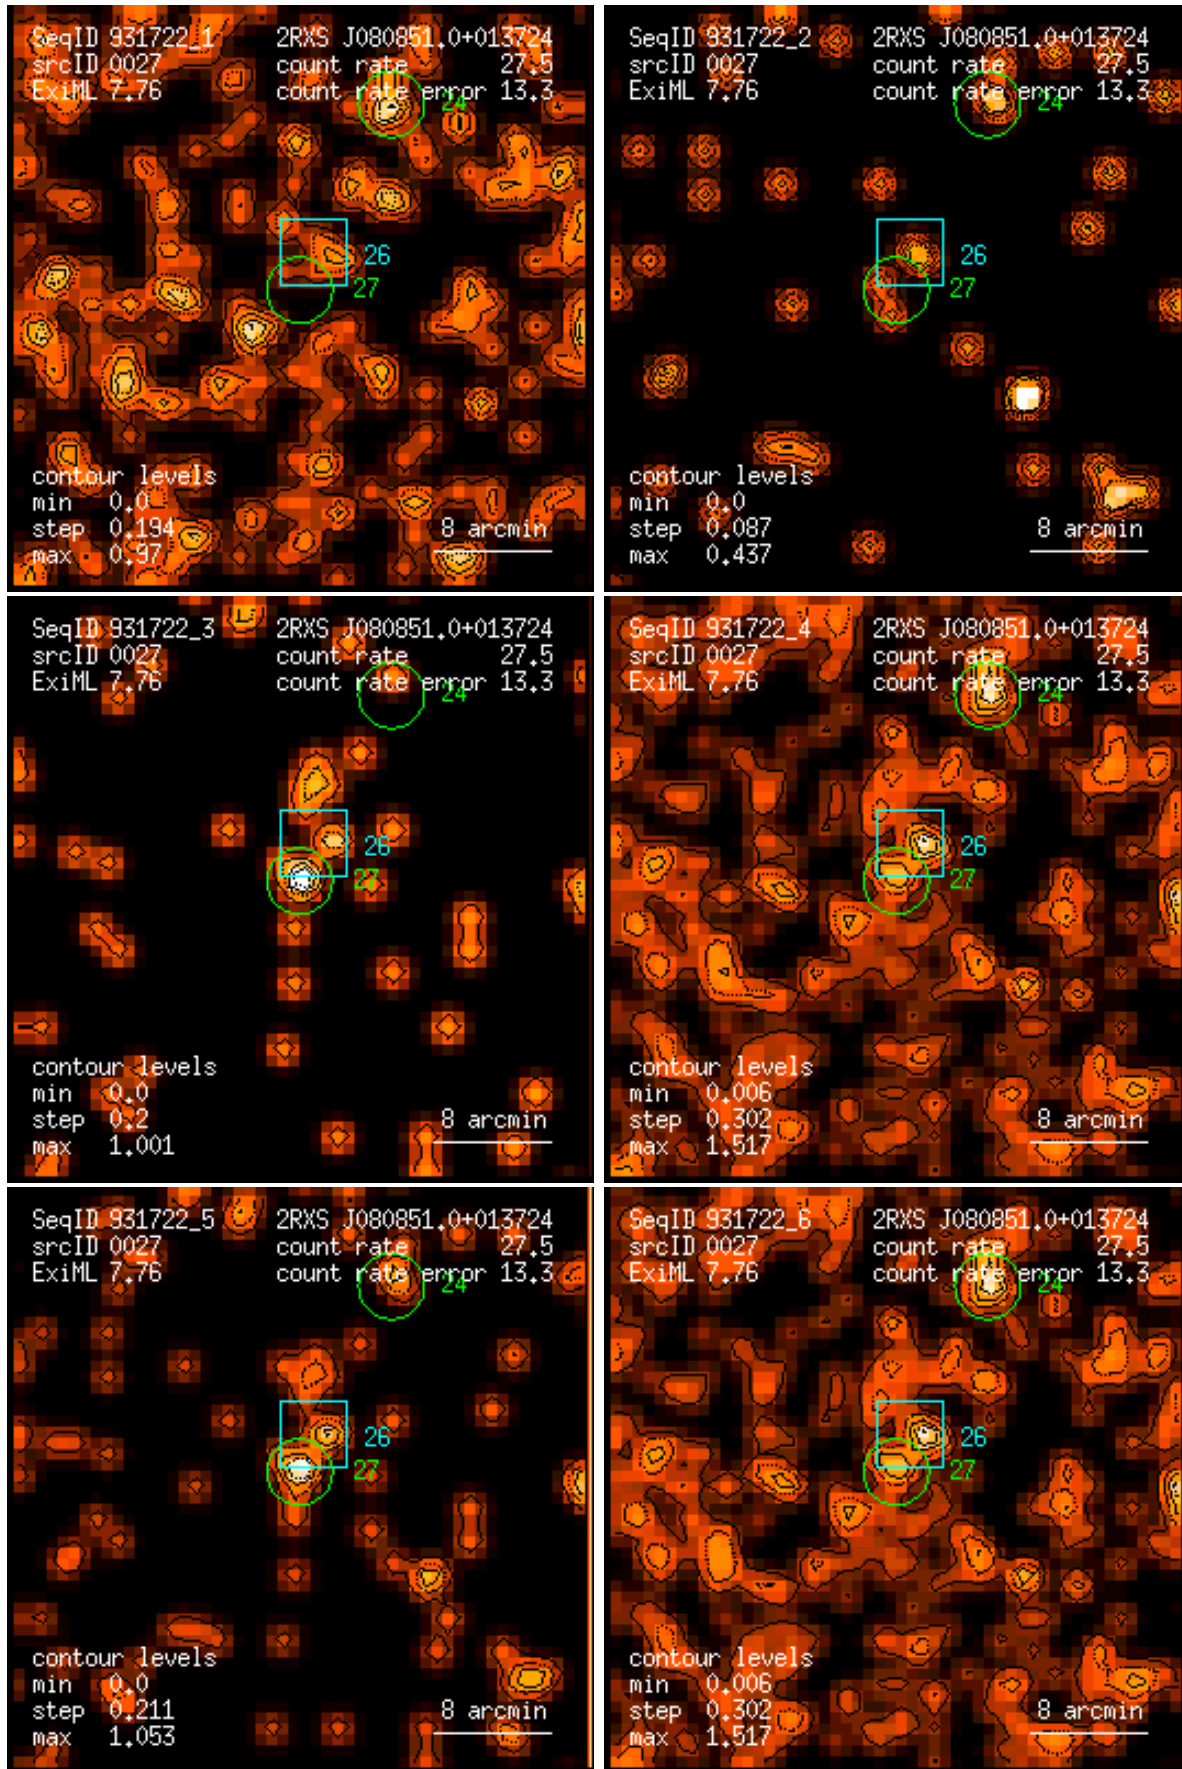 SeqID 931722_1 2RXS J080851.0+013724
srcID 0027 count rate 27.5
ExiML 7.76 count rate error 13.3
24
26
27
contour levels
min 0.0
step 0.194 8 arcmin
max 0.97
SeqID 931722_2 2RXS J080851.0+013724
srcID 0027 count rate 27.5
ExiML 7.76 count rate error 13.3
24
26
27
contour levels
min 0.0
step 0.087 8 arcmin
max 0.437
SeqID 931722_3 2RXS J080851.0+013724
srcID 0027 count rate 27.5
ExiML 7.76 count rate error 13.3
24
26
27
contour levels
min 0.0
step 0.2 8 arcmin
max 1.001
SeqID 931722_4 2RXS J080851.0+013724
srcID 0027 count rate 27.5
ExiML 7.76 count rate error 13.3
24
26
27
contour levels
min 0.006
step 0.302 8 arcmin
max 1.517
SeqID 931722_5 2RXS J080851.0+013724
srcID 0027 count rate 27.5
ExiML 7.76 count rate error 13.3
24
26
27
contour levels
min 0.0
step 0.211 8 arcmin
max 1.053
SeqID 931722_6 2RXS J080851.0+013724
srcID 0027 count rate 27.5
ExiML 7.76 count rate error 13.3
24
26
27
contour levels
min 0.006
step 0.302 8 arcmin
max 1.517